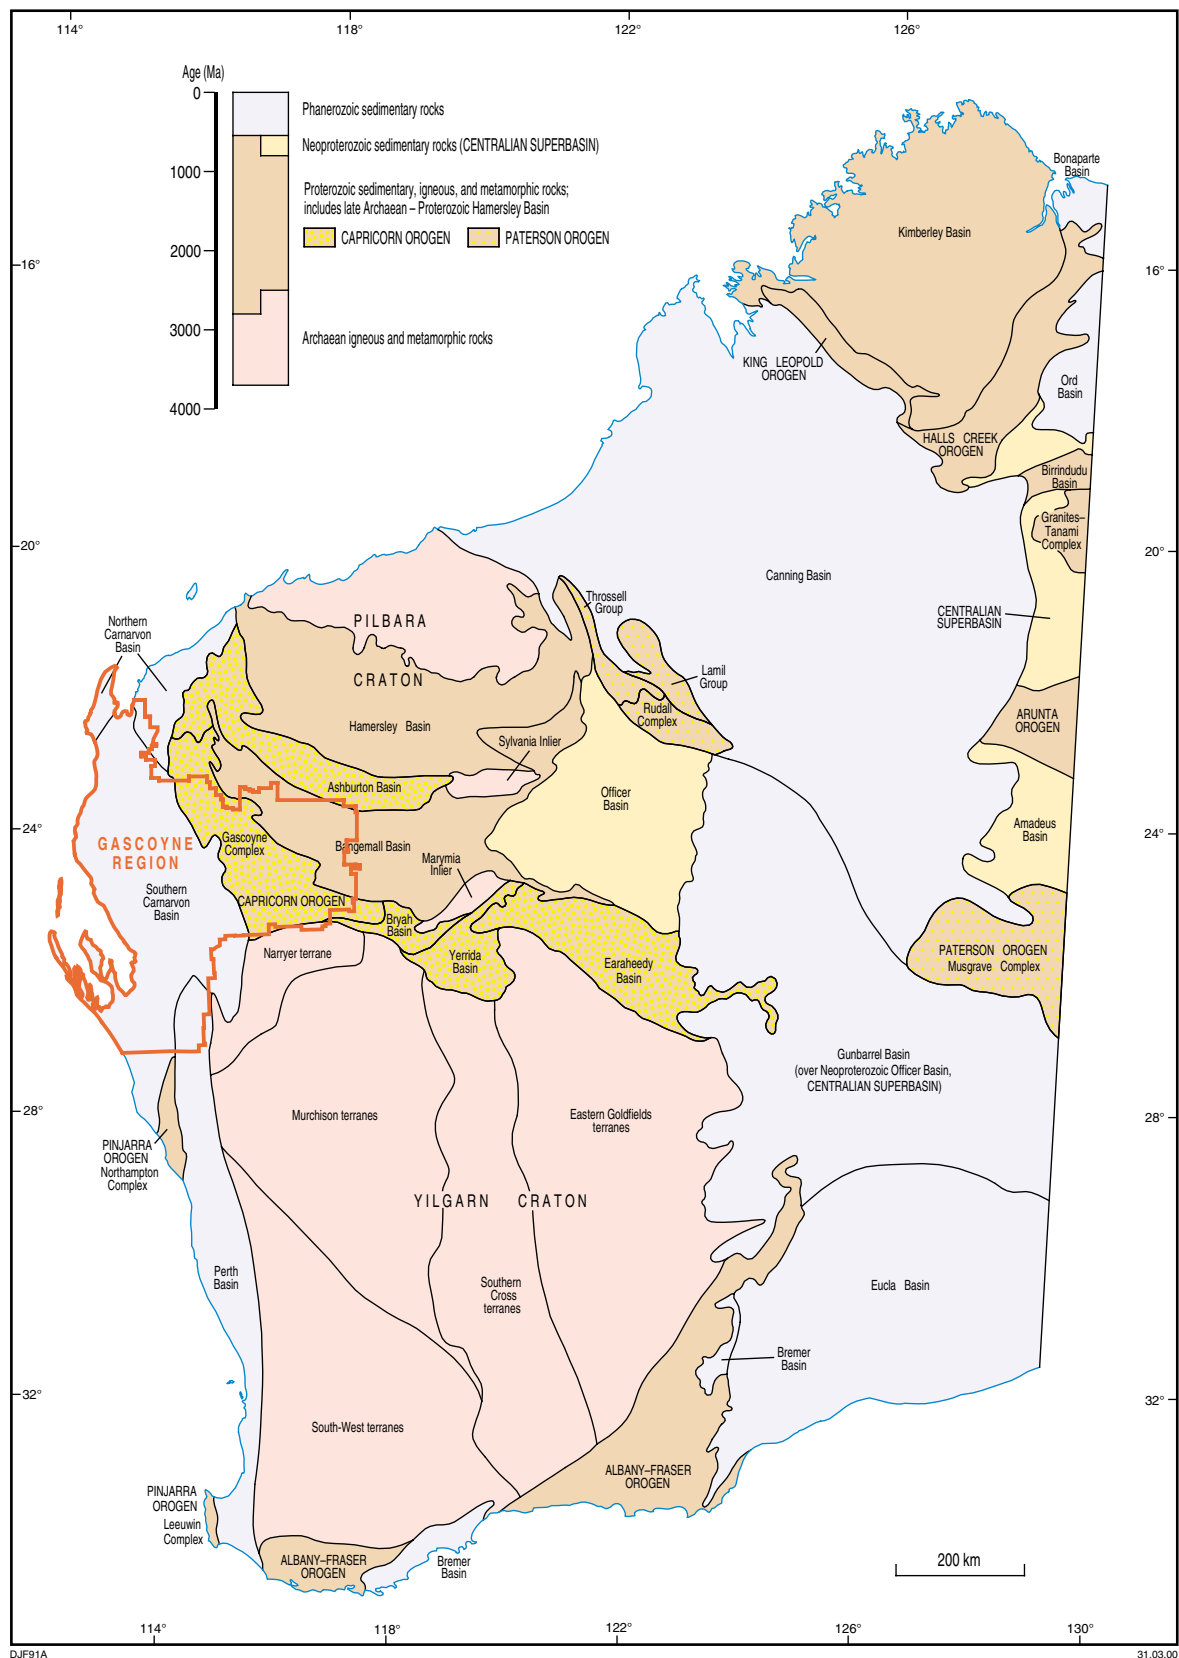 114°
118°
122°
126°
Age (Ma)
0
1000
2000
3000
4000
Phanerozoic sedimentary rocks
Neoproterozoic sedimentary rocks (CENTRALIAN SUPERBASIN)
Proterozoic sedimentary, igneous, and metamorphic rocks;
includes late Archaean – Proterozoic Hamersley Basin
CAPRICORN OROGEN
PATERSON OROGEN
Archaean igneous and metamorphic rocks
Bonaparte
Basin
Kimberley Basin
16°
16°
KING LEOPOLD
OROGEN
Ord
Basin
HALLS CREEK
OROGEN
Birrindudu
Basin
Granites–
Tanami
Complex
20°
20°
Canning Basin
CENTRALIAN
SUPERBASIN
Throssell
Group
Northern
Carnarvon
Basin
PILBARA
CRATON
Lamil
Group
Rudall
Complex
ARUNTA
OROGEN
Hamersley Basin
Sylvania Inlier
Ashburton Basin
Officer
Basin
24°
24°
Amadeus
Basin
GASCOYNE
REGION
Gascoyne
Complex
Bangemall Basin
Marymia
Inlier
Southern
Carnarvon
Basin
CAPRICORN OROGEN
Bryah
Basin
Narryer terrane
Yerrida
Basin
Earaheedy
Basin
PATERSON OROGEN
Musgrave Complex
Gunbarrel Basin
(over Neoproterozoic Officer Basin,
CENTRALIAN SUPERBASIN)
28°
28°
Murchison terranes
Eastern Goldfields
terranes
PINJARRA
OROGEN
Northampton
Complex
YILGARN CRATON
Perth
Basin
Southern
Cross
terranes
Eucla Basin
Bremer
Basin
32°
32°
South-West terranes
ALBANY–FRASER
OROGEN
PINJARRA
OROGEN
Leeuwin
Complex
ALBANY–FRASER
OROGEN
Bremer
Basin
200 km
114°
118°
122°
126°
130°
DJF91A
31.03.00